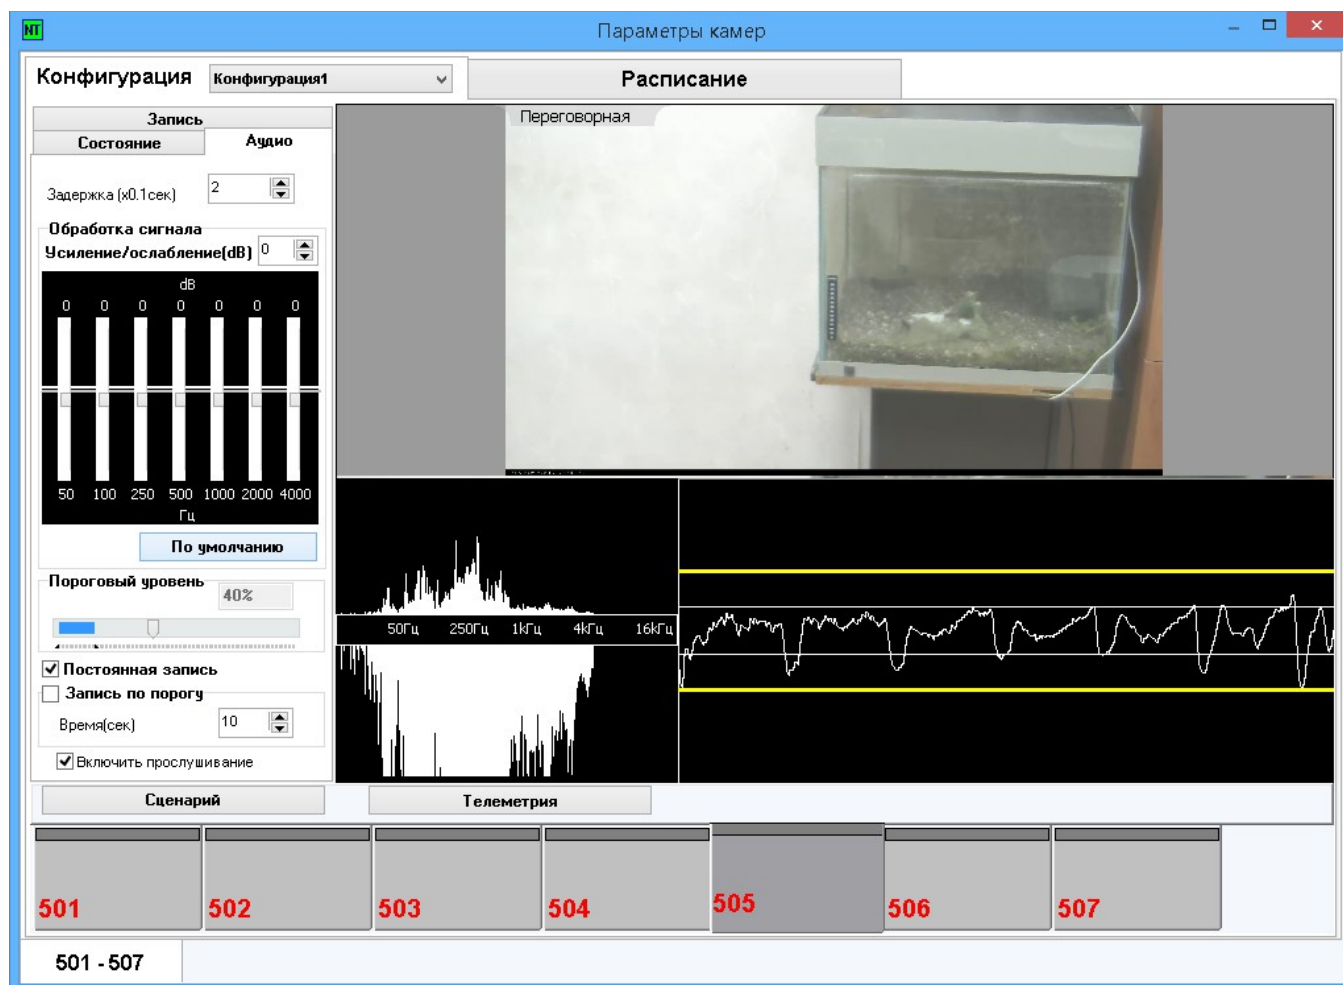 NT
Параметры камер
Конфигурация Конфигурация1
Расписание
Запись
Состояние Аудио
Задержка (x0.1сек) 2
Обработка сигнала
Усиление/ослабление(dB) 0
dB
0 0 0 0 0 0 0
50 100 250 500 1000 2000 4000
Гц
По умолчанию
Пороговый уровень
40%
Постоянная запись
Запись по порогу
Время(сек) 10
Включить прослушивание
Переговорная
50Гц 250Гц 1кГц 4кГц 16кГц
Сценарий Телеметрия
501 502 503 504 505 506 507
501 - 507